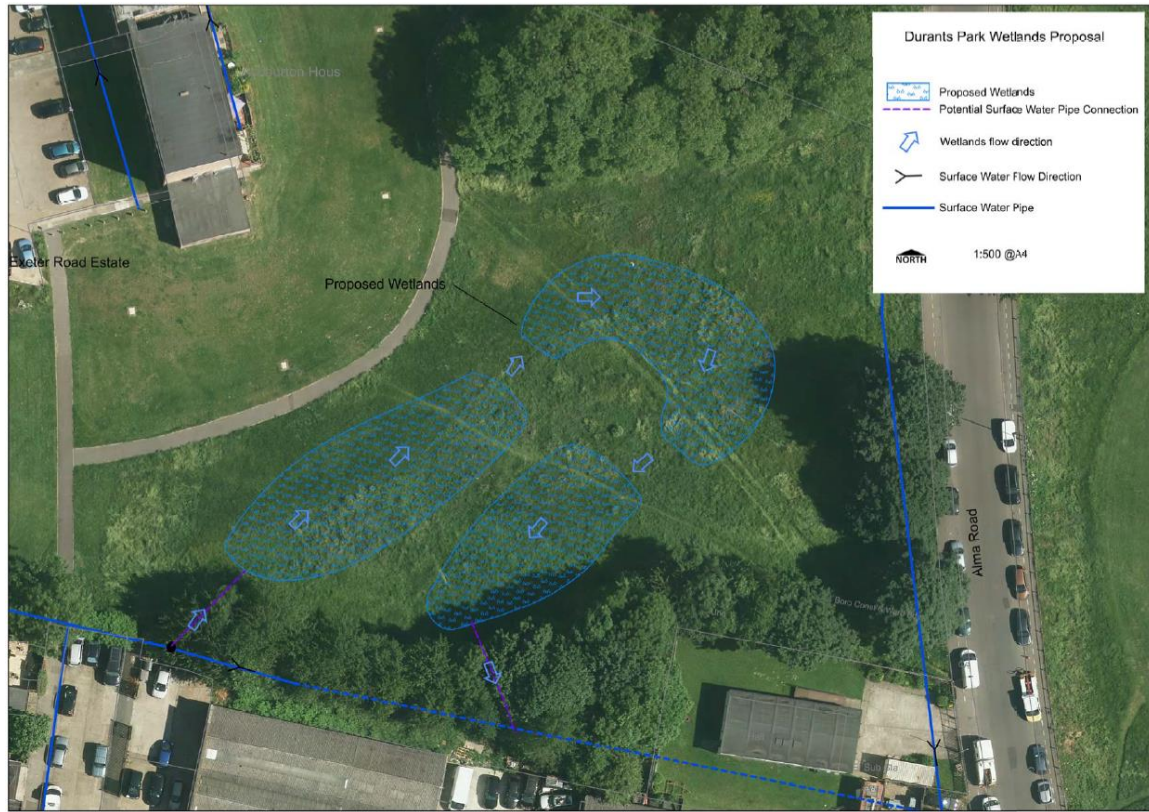 Durants Park Wetlands Proposal
Proposed Wetlands
Potential Surface Water Pipe Connection
Wetlands flow direction
Surface Water Flow Direction
Surface Water Pipe
NORTH
1:500 @A4
Exeter Road Estate
Proposed Wetlands
Alma Road